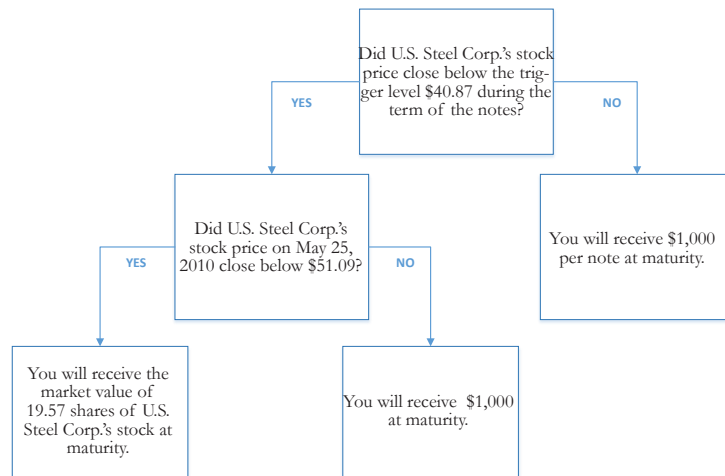 Did U.S. Steel Corp.'s stock
price close below the trig-
ger level $40.87 during the
term of the notes?
YES
NO
Did U.S. Steel Corp.'s
stock price on May 25,
2010 close below $51.09?
You will receive $1,000
per note at maturity.
YES
NO
You will receive the
market value of
19.57 shares of U.S.
Steel Corp.'s stock at
maturity.
You will receive $1,000
at maturity.